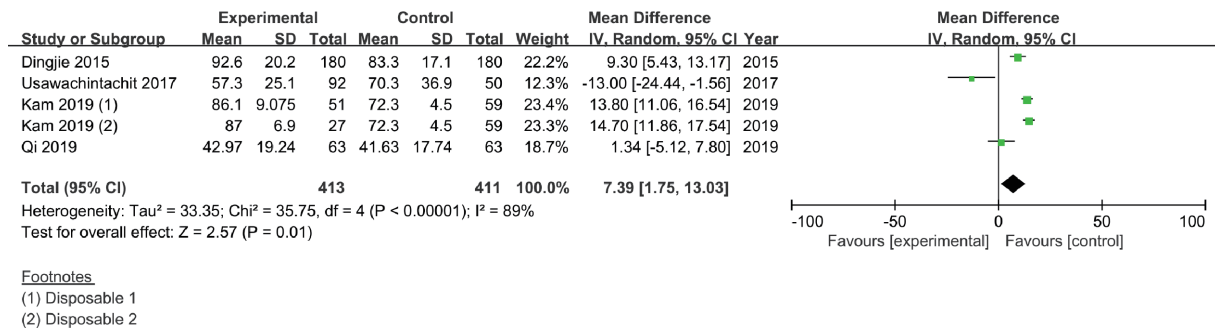 Experimental Control Mean Difference Mean Difference
Study or Subgroup Mean SD Total Mean SD Total Weight IV, Random, 95% CI Year IV, Random, 95% CI
Dingjie 2015 92.6 20.2 180 83.3 17.1 180 22.2% 9.30 [5.43, 13.17] 2015
Usawachintachit 2017 57.3 25.1 92 70.3 36.9 50 12.3% -13.00 [-24.44, -1.56] 2017
Kam 2019 (1) 86.1 9.075 51 72.3 4.5 59 23.4% 13.80 [11.06, 16.54] 2019
Kam 2019 (2) 87 6.9 27 72.3 4.5 59 23.3% 14.70 [11.86, 17.54] 2019
Qi 2019 42.97 19.24 63 41.63 17.74 63 18.7% 1.34 [-5.12, 7.80] 2019
Total (95% CI) 413 411 100.0% 7.39 [1.75, 13.03]
Heterogeneity: Tau² = 33.35; Chi² = 35.75, df = 4 (P < 0.00001); I² = 89%
Test for overall effect: Z = 2.57 (P = 0.01)
-100 -50 0 50 100
Favours [experimental] Favours [control]
Footnotes
(1) Disposable 1
(2) Disposable 2